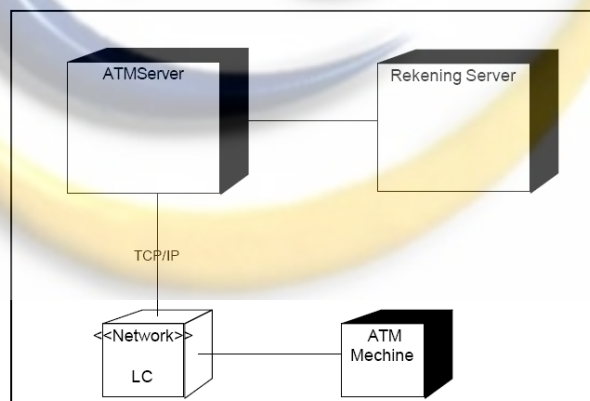 ATMServer
Rekening Server
TCP/IP
<<Network>>
LC
ATM
Mechine